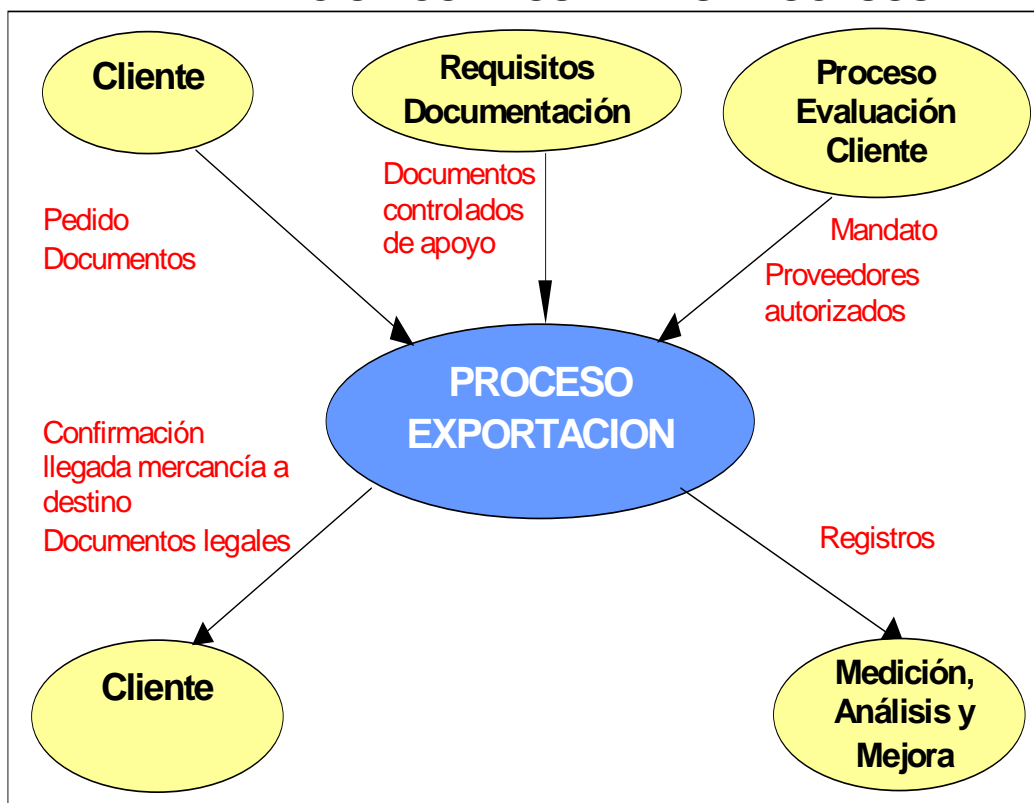 Cliente
Requisitos
Documentación
Proceso
Evaluación
Cliente
Pedido
Documentos
Documentos
controlados
de apoyo
Mandato
Proveedores
autorizados
PROCESO
EXPORTACION
Confirmación
llegada mercancía a
destino
Documentos legales
Registros
Cliente
Medición,
Análisis y
Mejora